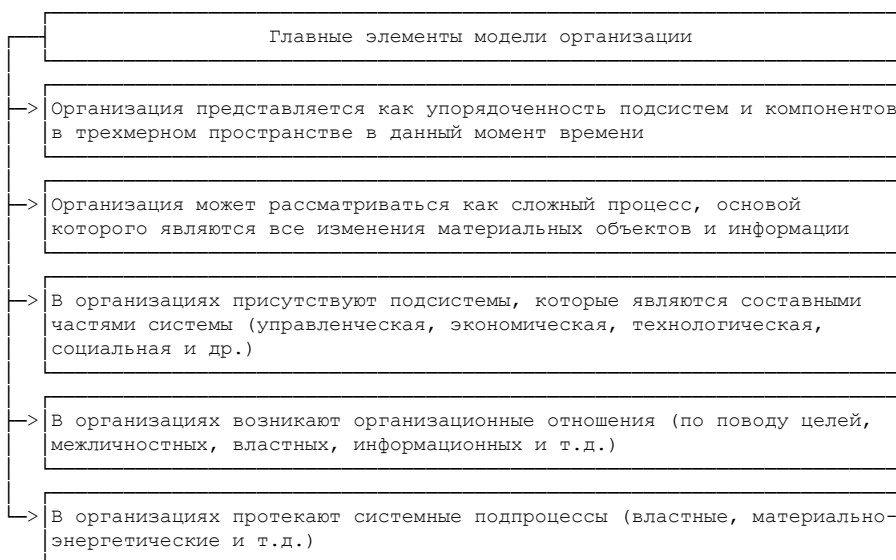 Главные элементы модели организации
Организация представляется как упорядоченность подсистем и компонентов
в трехмерном пространстве в данный момент времени
Организация может рассматриваться как сложный процесс, основой
которого являются все изменения материальных объектов и информации
В организациях присутствуют подсистемы, которые являются составными
частями системы (управленческая, экономическая, технологическая,
социальная и др.)
В организациях возникают организационные отношения (по поводу целей,
межличностных, властных, информационных и т.д.)
В организациях протекают системные подпроцессы (властные, материально-
энергетические и т.д.)